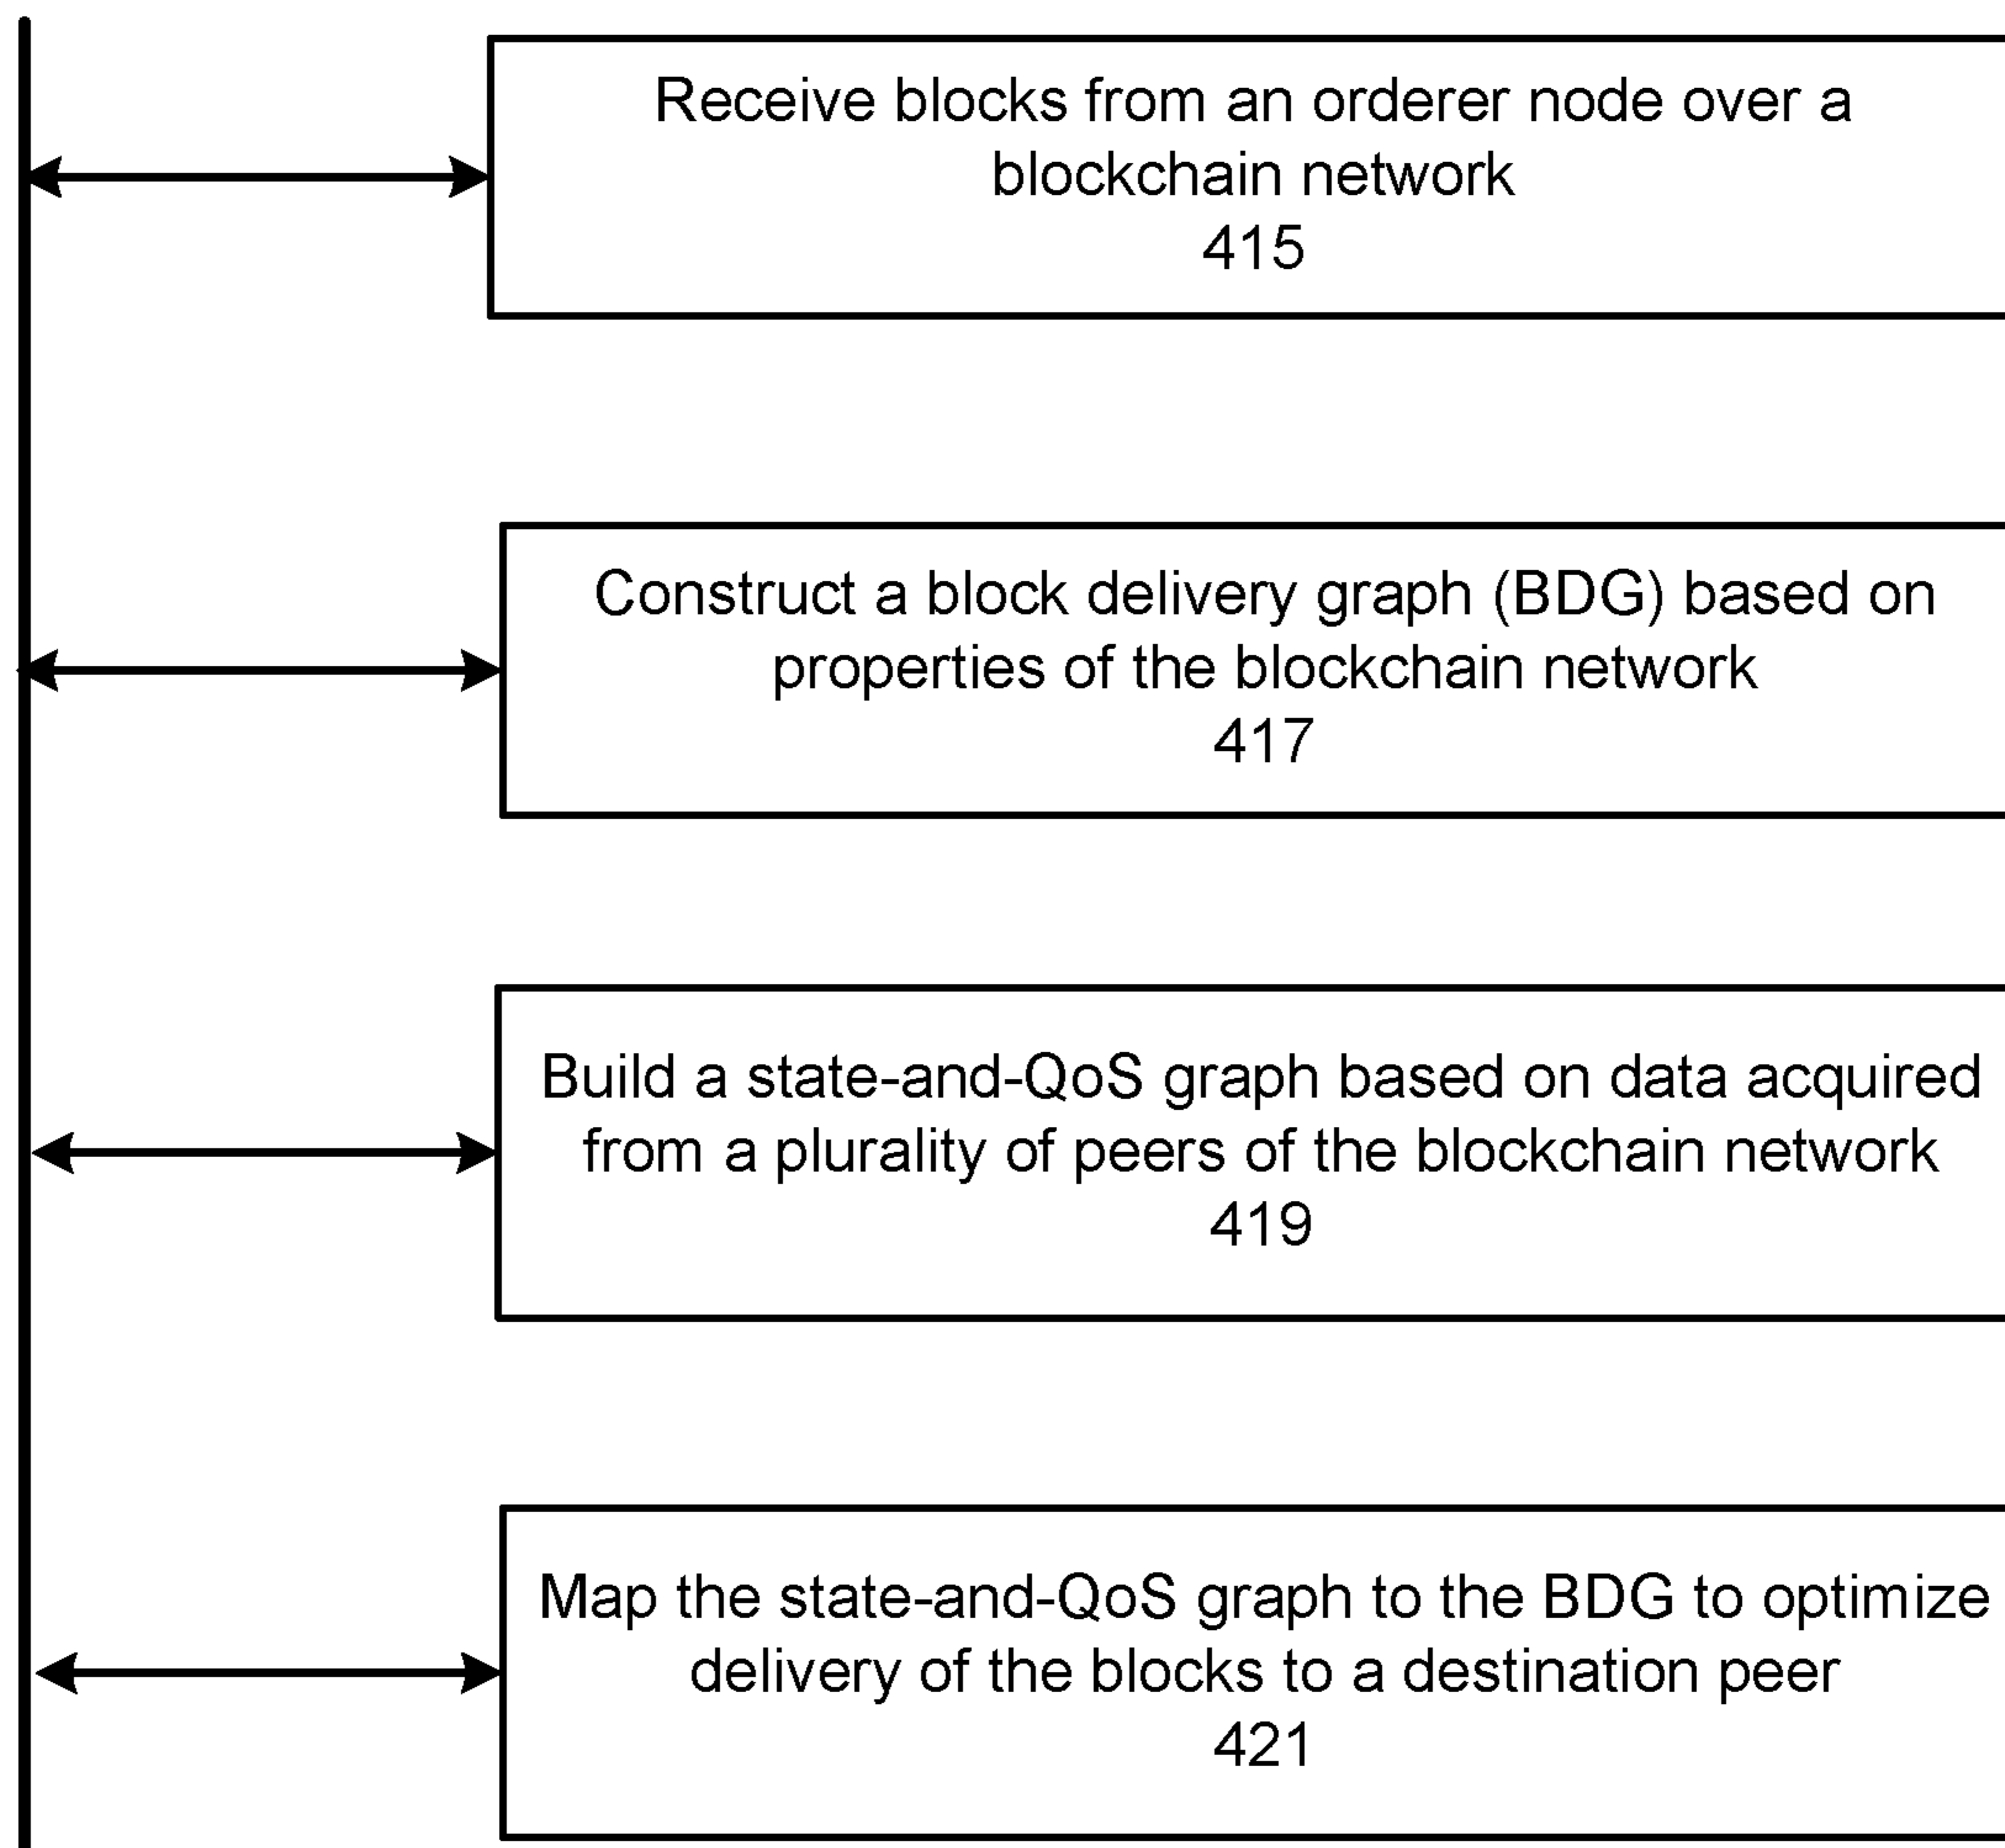 Receive blocks from an orderer node over a
blockchain network
415
Construct a block delivery graph (BDG) based on
properties of the blockchain network
417
Build a state-and-QoS graph based on data acquired
from a plurality of peers of the blockchain network
419
Map the state-and-QoS graph to the BDG to optimize
delivery of the blocks to a destination peer
421